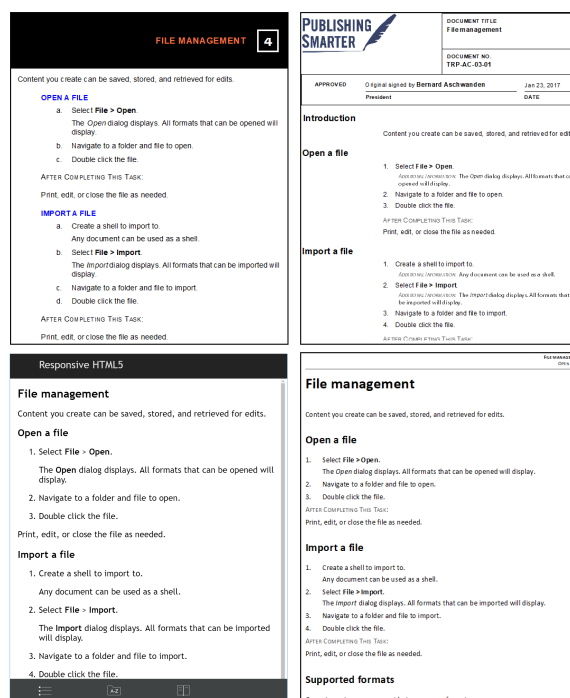 FILE MANAGEMENT 4
Content you create can be saved, stored, and retrieved for edits.
OPEN A FILE
a. Select File > Open.
The Open dialog displays. All formats that can be opened will
display.
b. Navigate to a folder and file to open.
c. Double click the file.
AFTER COMPLETING THIS TASK:
Print, edit, or close the file as needed.
IMPORT A FILE
a. Create a shell to import to.
Any document can be used as a shell.
b. Select File > Import.
The Import dialog displays. All formats that can be imported will
display.
c. Navigate to a folder and file to import.
d. Double click the file.
AFTER COMPLETING THIS TASK:
Print, edit, or close the file as needed.
PUBLISHING
SMARTER
DOCUMENT TITLE
File management
DOCUMENT NO.
TRP-AC-03-01
APPROVED Original signed by Bernard Aschwanden Jan 23, 2017
President DATE
Introduction
Content you create can be saved, stored, and retrieved for edit
Open a file
1. Select File > Open.
ADDITIONAL INFORMATION: The Open dialog displays. All formats that ca
opened will display.
2. Navigate to a folder and file to open.
3. Double click the file.
AFTER COMPLETING THIS TASK:
Print, edit, or close the file as needed.
Import a file
1. Create a shell to import to.
ADDITIONAL INFORMATION: Any document can be used as a shell.
2. Select File > Import.
ADDITIONAL INFORMATION: The Import dialog displays. All formats that
be imported will display.
3. Navigate to a folder and file to import.
4. Double click the file.
AFTER COMPLETING THIS TASK:
Responsive HTML5
File management
Content you create can be saved, stored, and retrieved for edits.
Open a file
1. Select File > Open.
The Open dialog displays. All formats that can be opened will
display.
2. Navigate to a folder and file to open.
3. Double click the file.
Print, edit, or close the file as needed.
Import a file
1. Create a shell to import to.
Any document can be used as a shell.
2. Select File > Import.
The Import dialog displays. All formats that can be imported
will display.
3. Navigate to a folder and file to import.
4. Double click the file.
A-Z
FILE MANAGE
OPEN
File management
Content you create can be saved, stored, and retrieved for edits.
Open a file
1. Select File > Open.
The Open dialog displays. All formats that can be opened will display.
2. Navigate to a folder and file to open.
3. Double click the file.
AFTER COMPLETING THIS TASK:
Print, edit, or close the file as needed.
Import a file
1. Create a shell to import to.
Any document can be used as a shell.
2. Select File > Import.
The Import dialog displays. All formats that can be imported will display.
3. Navigate to a folder and file to import.
4. Double click the file.
AFTER COMPLETING THIS TASK:
Print, edit, or close the file as needed.
Supported formats